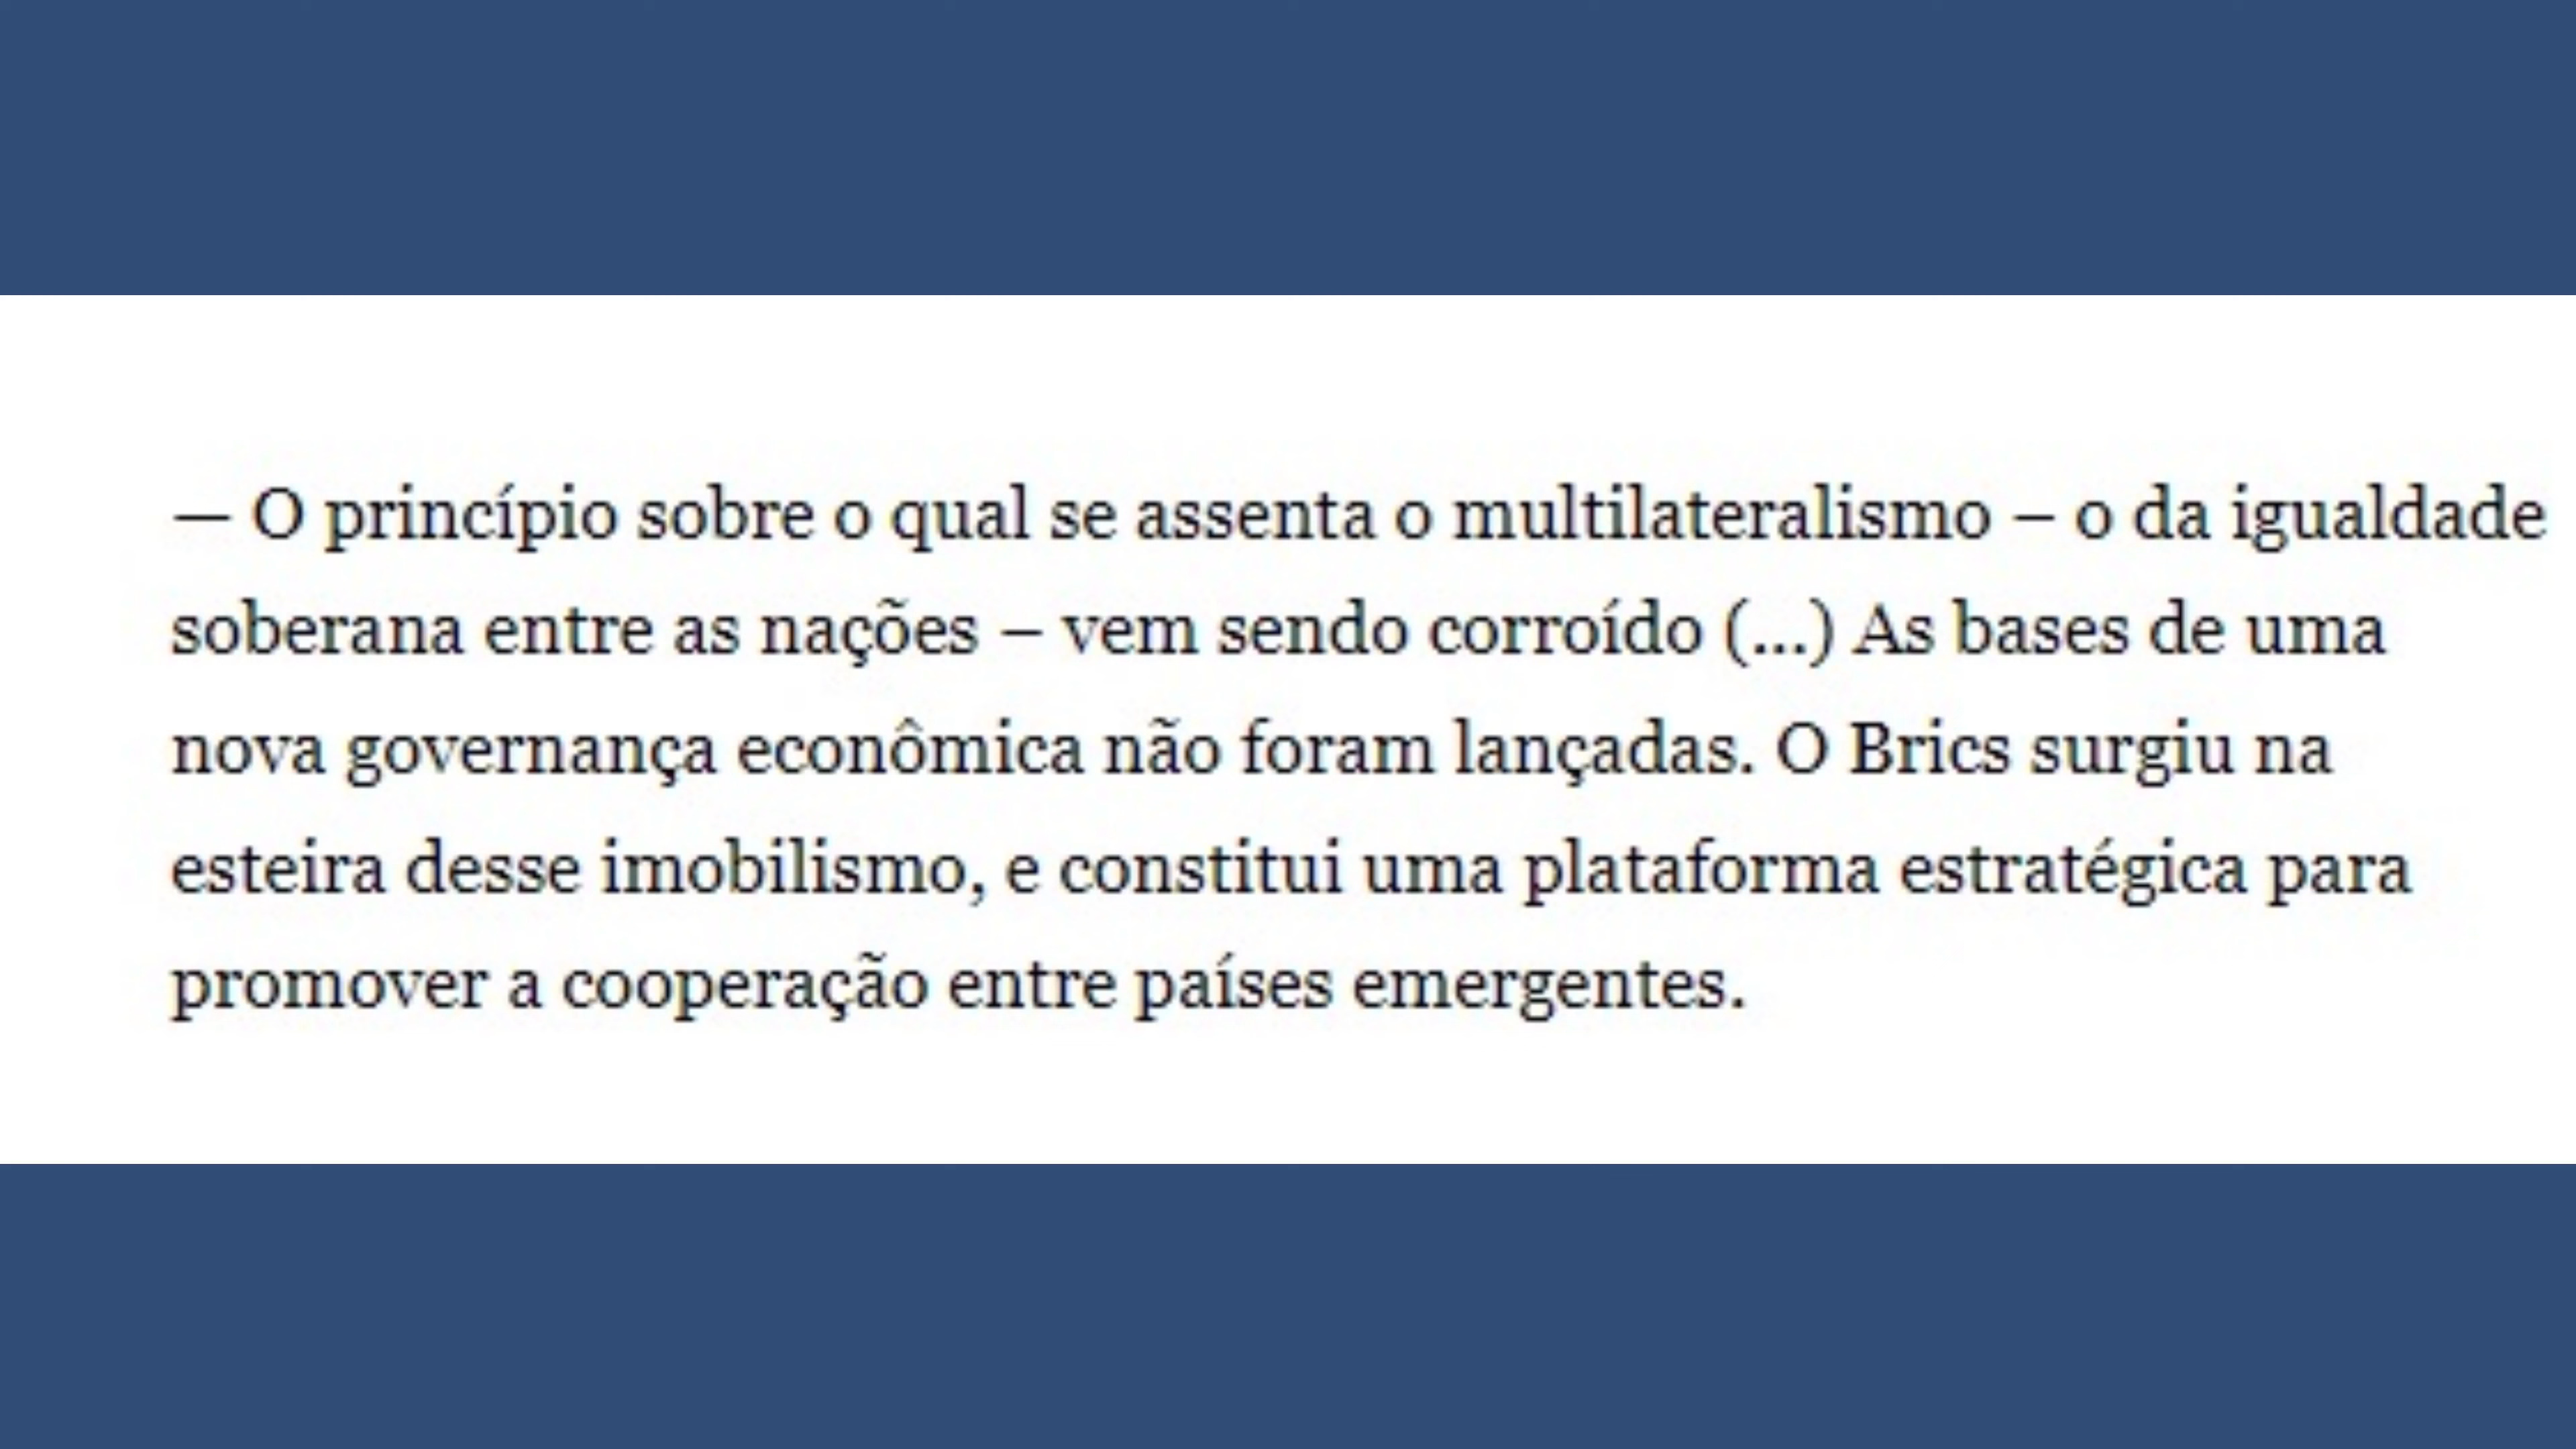 — O princípio sobre o qual se assenta o multilateralismo – o da igualdade
soberana entre as nações – vem sendo corroído (...) As bases de uma
nova governança econômica não foram lançadas. O Brics surgiu na
esteira desse imobilismo, e constitui uma plataforma estratégica para
promover a cooperação entre países emergentes.